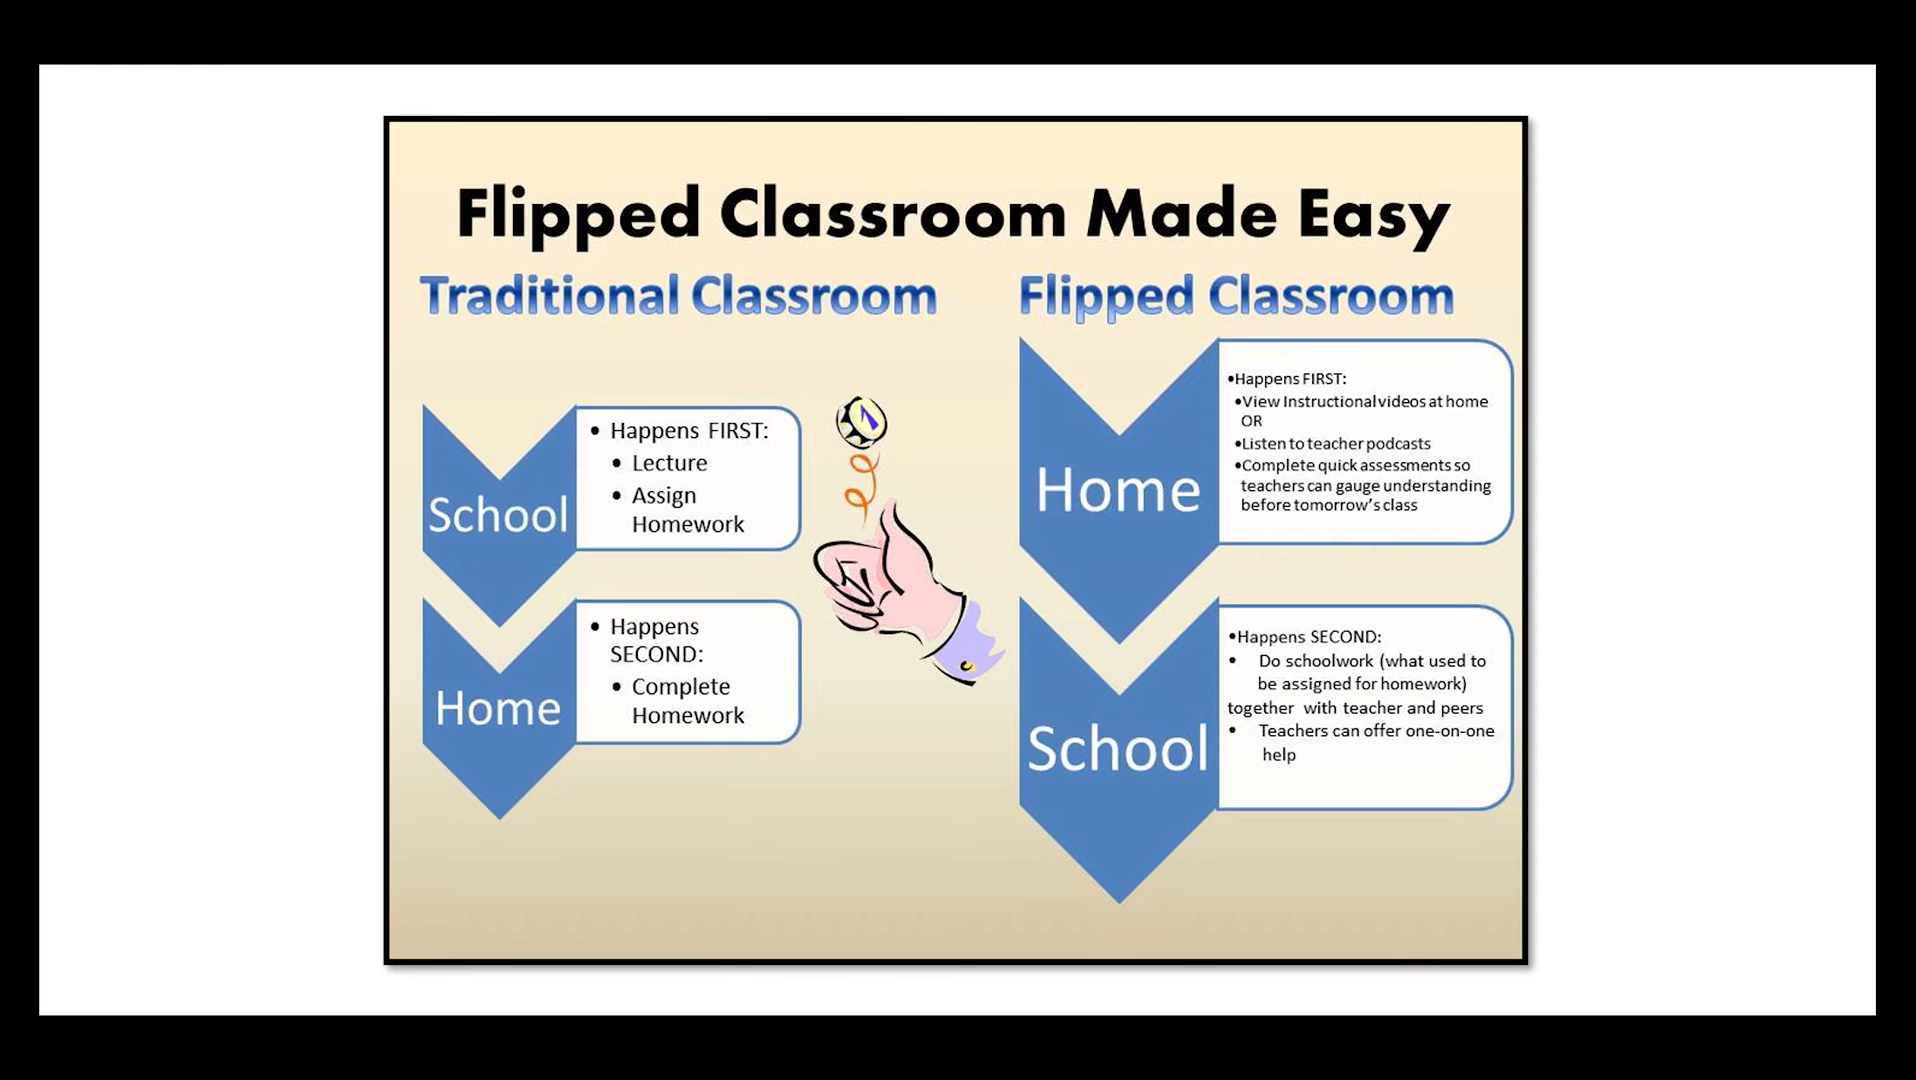 Flipped Classroom Made Easy
Traditional Classroom
School
• Happens FIRST:
• Lecture
• Assign
Homework
Home
• Happens
SECOND:
• Complete
Homework
Flipped Classroom
Home
•Happens FIRST:
•View Instructional videos at home
OR
•Listen to teacher podcasts
•Complete quick assessments so
teachers can gauge understanding
before tomorrow's class
School
•Happens SECOND:
• Do schoolwork (what used to
be assigned for homework)
together with teacher and peers
• Teachers can offer one-on-one
help